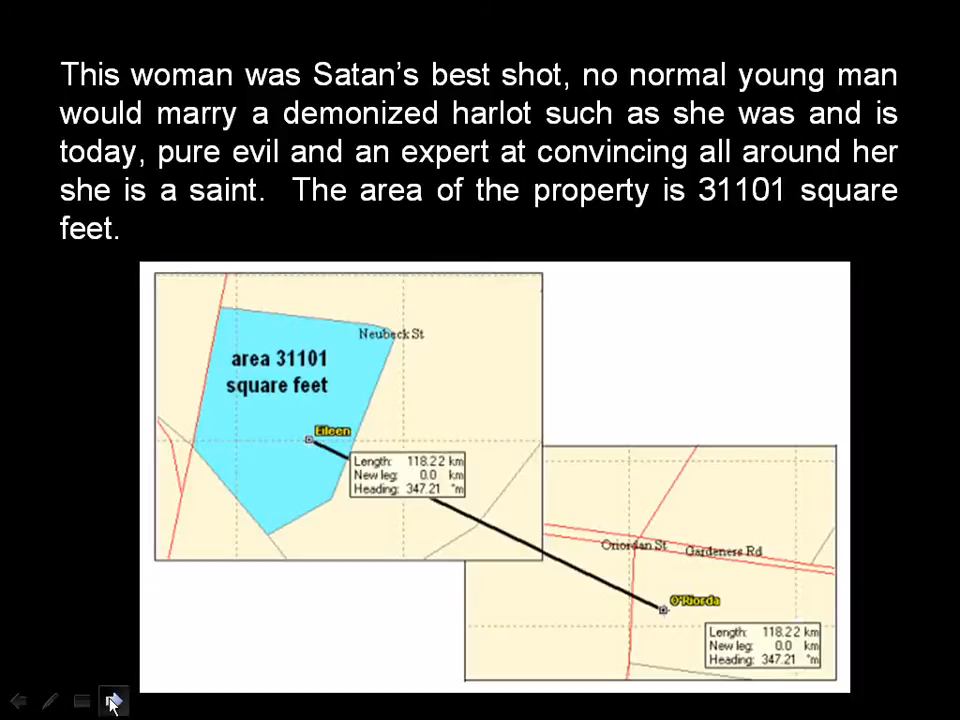 This woman was Satan's best shot, no normal young man
would marry a demonized harlot such as she was and is
today, pure evil and an expert at convincing all around her
she is a saint. The area of the property is 31101 square
feet.
Neubeck St
area 31101
square feet
Eileen
Length: 118.22 km
New leg: 0.0 km
Heading: 347.21 °m
Oriordan St
Gardeners Rd
O'Riorda
Length: 118.22 km
New leg: 0.0 km
Heading: 347.21 °m